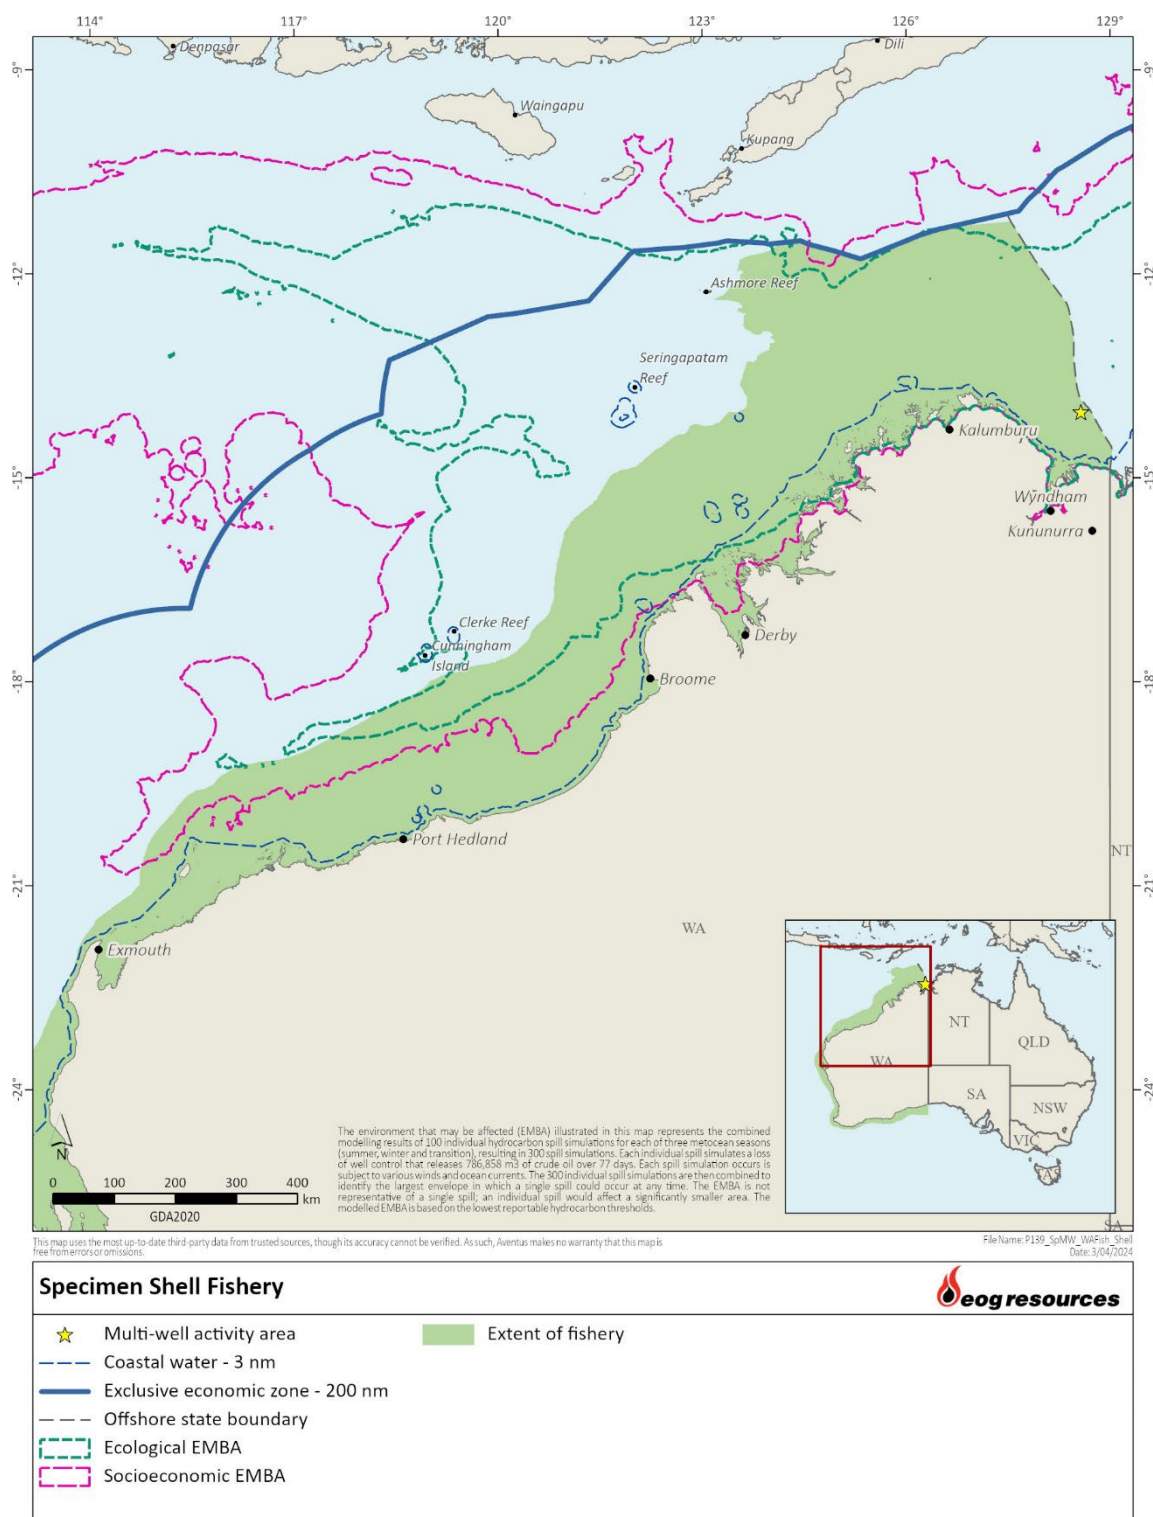 114° 117° 120° 123° 126° 129°
Denpasar
Dili
-9° -9°
Waingapu
Kupang
-12° -12°
Ashmore Reef
Seringapatam
Reef
Kalumburu
-15° -15°
Wyndham
Kununurra
Clerke Reef
Cunningham
Island
Derby
-18° -18°
Broome
Port Hedland
NT
-21° -21°
WA
Exmouth
NT
QLD
WA
SA
NSW
VIC
TAS
-24° -24°
The environment that may be affected (EMBA) illustrated in this map represents the combined
modelling results of 100 individual hydrocarbon spill simulations for each of three metocean seasons
(summer, winter and transition), resulting in 300 spill simulations. Each individual spill simulates a loss
of well control that releases 786,858 m3 of crude oil over 77 days. Each spill simulation occurs is
subject to various winds and ocean currents. The 300 individual spill simulations are then combined to
identify the largest envelope in which a single spill could occur at any time. The EMBA is not
representative of a single spill; an individual spill would affect a significantly smaller area. The
modelled EMBA is based on the lowest reportable hydrocarbon thresholds.
N
0 100 200 300 400
km
GDA2020
SA
This map uses the most up-to-date third-party data from trusted sources, though its accuracy cannot be verified. As such, Aventus makes no warranty that this map is
free from errors or omissions.
File Name: P139_SpMW_WAFish_Shell
Date: 3/04/2024
Specimen Shell Fishery
eog resources
Multi-well activity area
Extent of fishery
Coastal water - 3 nm
Exclusive economic zone - 200 nm
Offshore state boundary
Ecological EMBA
Socioeconomic EMBA